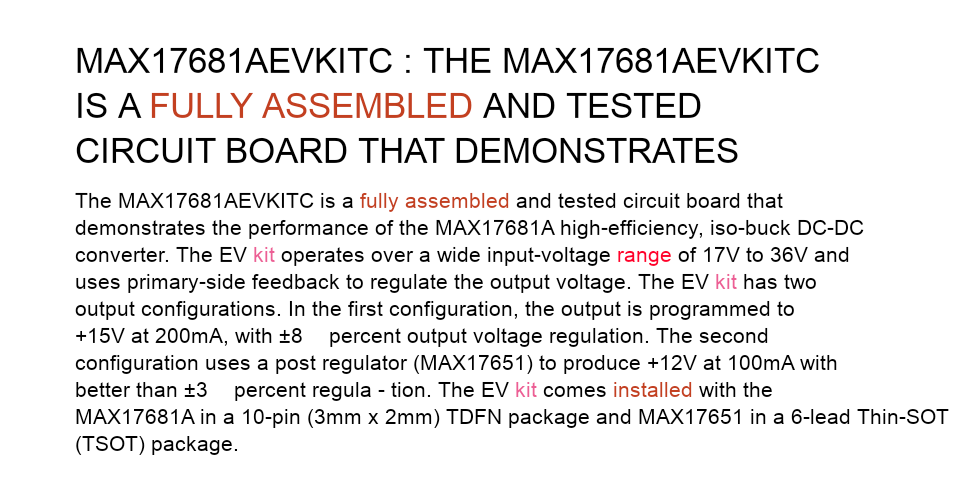 MAX17681AEVKITC : THE MAX17681AEVKITC
IS A FULLY ASSEMBLED AND TESTED
CIRCUIT BOARD THAT DEMONSTRATES
The MAX17681AEVKITC is a fully assembled and tested circuit board that
demonstrates the performance of the MAX17681A high-efficiency, iso-buck DC-DC
converter. The EV kit operates over a wide input-voltage range of 17V to 36V and
uses primary-side feedback to regulate the output voltage. The EV kit has two
output configurations. In the first configuration, the output is programmed to
+15V at 200mA, with ±8 percent output voltage regulation. The second
configuration uses a post regulator (MAX17651) to produce +12V at 100mA with
better than ±3 percent regula - tion. The EV kit comes installed with the
MAX17681A in a 10-pin (3mm x 2mm) TDFN package and MAX17651 in a 6-lead Thin-SOT
(TSOT) package.